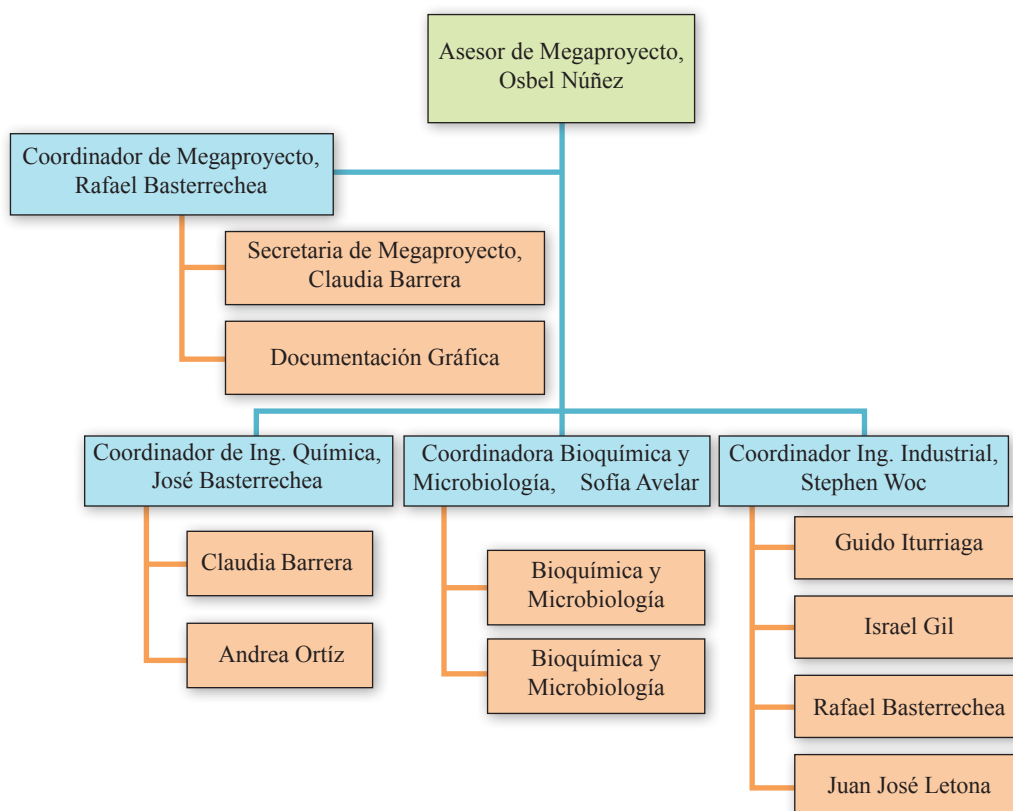 Asesor de Megaproyecto,
Osbel Núñez
Coordinador de Megaproyecto,
Rafael Basterrechea
Secretaria de Megaproyecto,
Claudia Barrera
Documentación Gráfica
Coordinador de Ing. Química,
José Basterrechea
Claudia Barrera
Andrea Ortíz
Coordinadora Bioquímica y
Microbiología, Sofía Avelar
Bioquímica y
Microbiología
Bioquímica y
Microbiología
Coordinador Ing. Industrial,
Stephen Woc
Guido Iturriaga
Israel Gil
Rafael Basterrechea
Juan José Letona